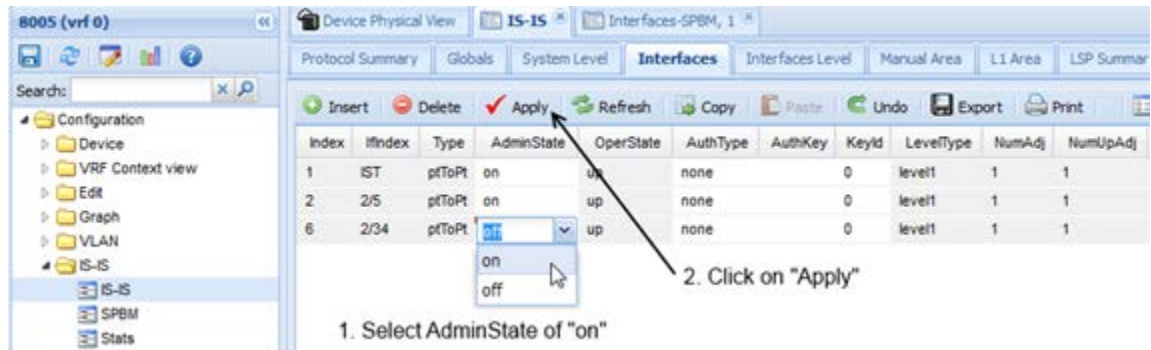 8005 (vrf 0)
Device Physical View IS-IS Interfaces-SPBM, 1
Protocol Summary Globals System Level Interfaces Interfaces Level Manual Area L1 Area LSP Summar
Search:
Insert Delete Apply Refresh Copy Paste Undo Export Print
Configuration
Device
VRF Context view
Edit
Graph
VLAN
IS-IS
IS-IS
SPBM
Stats
Index IfIndex Type AdminState OperState AuthType AuthKey KeyId LevelType NumAdj NumUpAdj
1 IST ptToPt on up none 0 level1 1 1
2 2/5 ptToPt on up none 0 level1 1 1
6 2/34 ptToPt off up none 0 level1 1 1
on
off
2. Click on "Apply"
1. Select AdminState of "on"